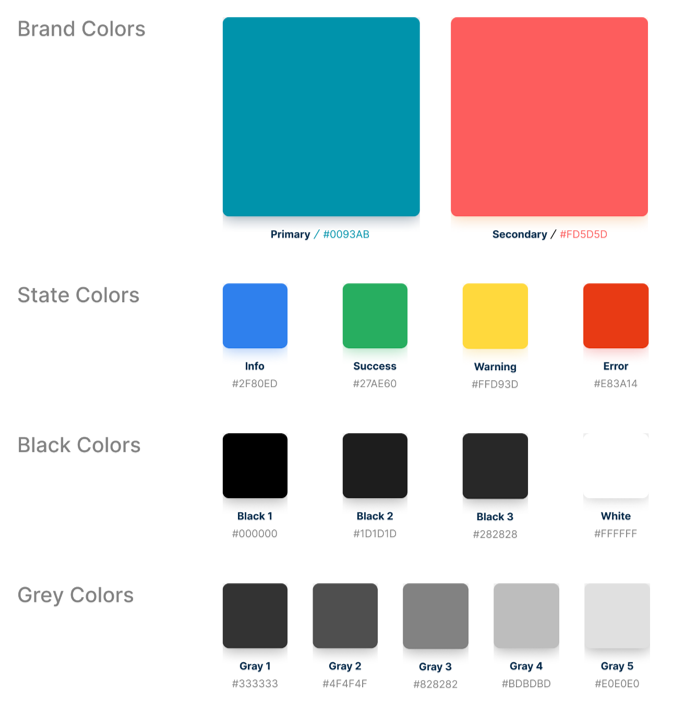 Brand Colors
Primary / #0093AB
Secondary / #FD5D5D
State Colors
Info
#2F80ED
Success
#27AE60
Warning
#FFD93D
Error
#E83A14
Black Colors
Black 1
#000000
Black 2
#1D1D1D
Black 3
#282828
White
#FFFFFF
Grey Colors
Gray 1
#333333
Gray 2
#4F4F4F
Gray 3
#828282
Gray 4
#BDBDBD
Gray 5
#E0E0E0